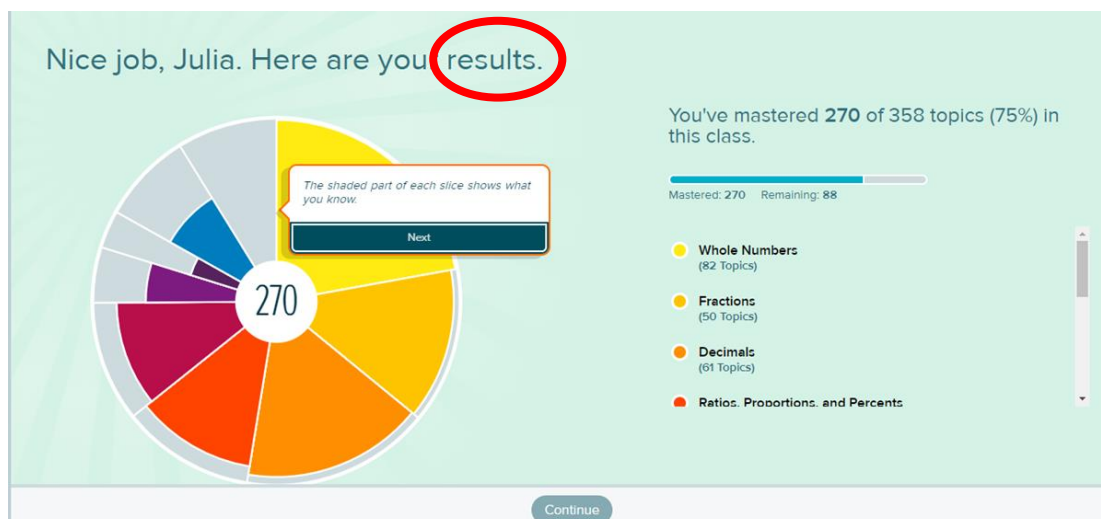 Nice job, Julia. Here are you results.
You've mastered 270 of 358 topics (75%) in
this class.
Mastered: 270 Remaining: 88
The shaded part of each slice shows what
you know.
Next
270
Whole Numbers
(82 Topics)
Fractions
(50 Topics)
Decimals
(61 Topics)
Ratios, Proportions, and Percents
Continue